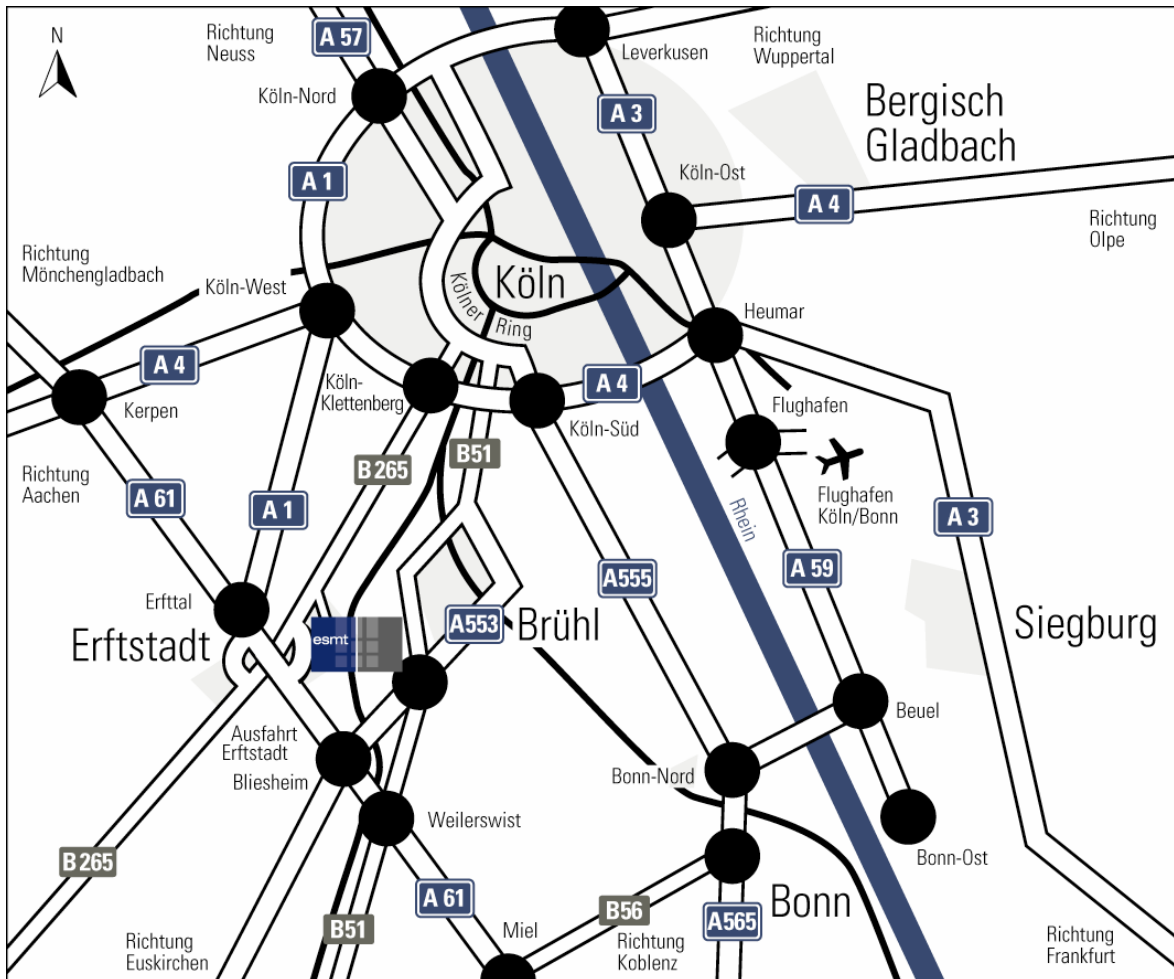 N
Richtung
Neuss
A 57
Leverkusen
Richtung
Wuppertal
Köln-Nord
A 3
Bergisch
Gladbach
Köln-Ost
A 1
A 4
Richtung
Olpe
Richtung
Mönchengladbach
Köln-West
Köln
Kölner
Ring
Heumar
A 4
Köln-
Klettenberg
A 4
Kerpen
Köln-Süd
Flughafen
B51
B 265
Richtung
Aachen
A 61
A 1
Flughafen
Köln/Bonn
Rhein
A 3
A555
A 59
Erfttal
Erftstadt
esmt
A553
Brühl
Siegburg
Beuel
Ausfahrt
Erftstadt
Bliesheim
Bonn-Nord
Weilerswist
Bonn-Ost
B 265
A 61
B56
A565
Bonn
B51
Miel
Richtung
Euskirchen
Richtung
Koblenz
Richtung
Frankfurt